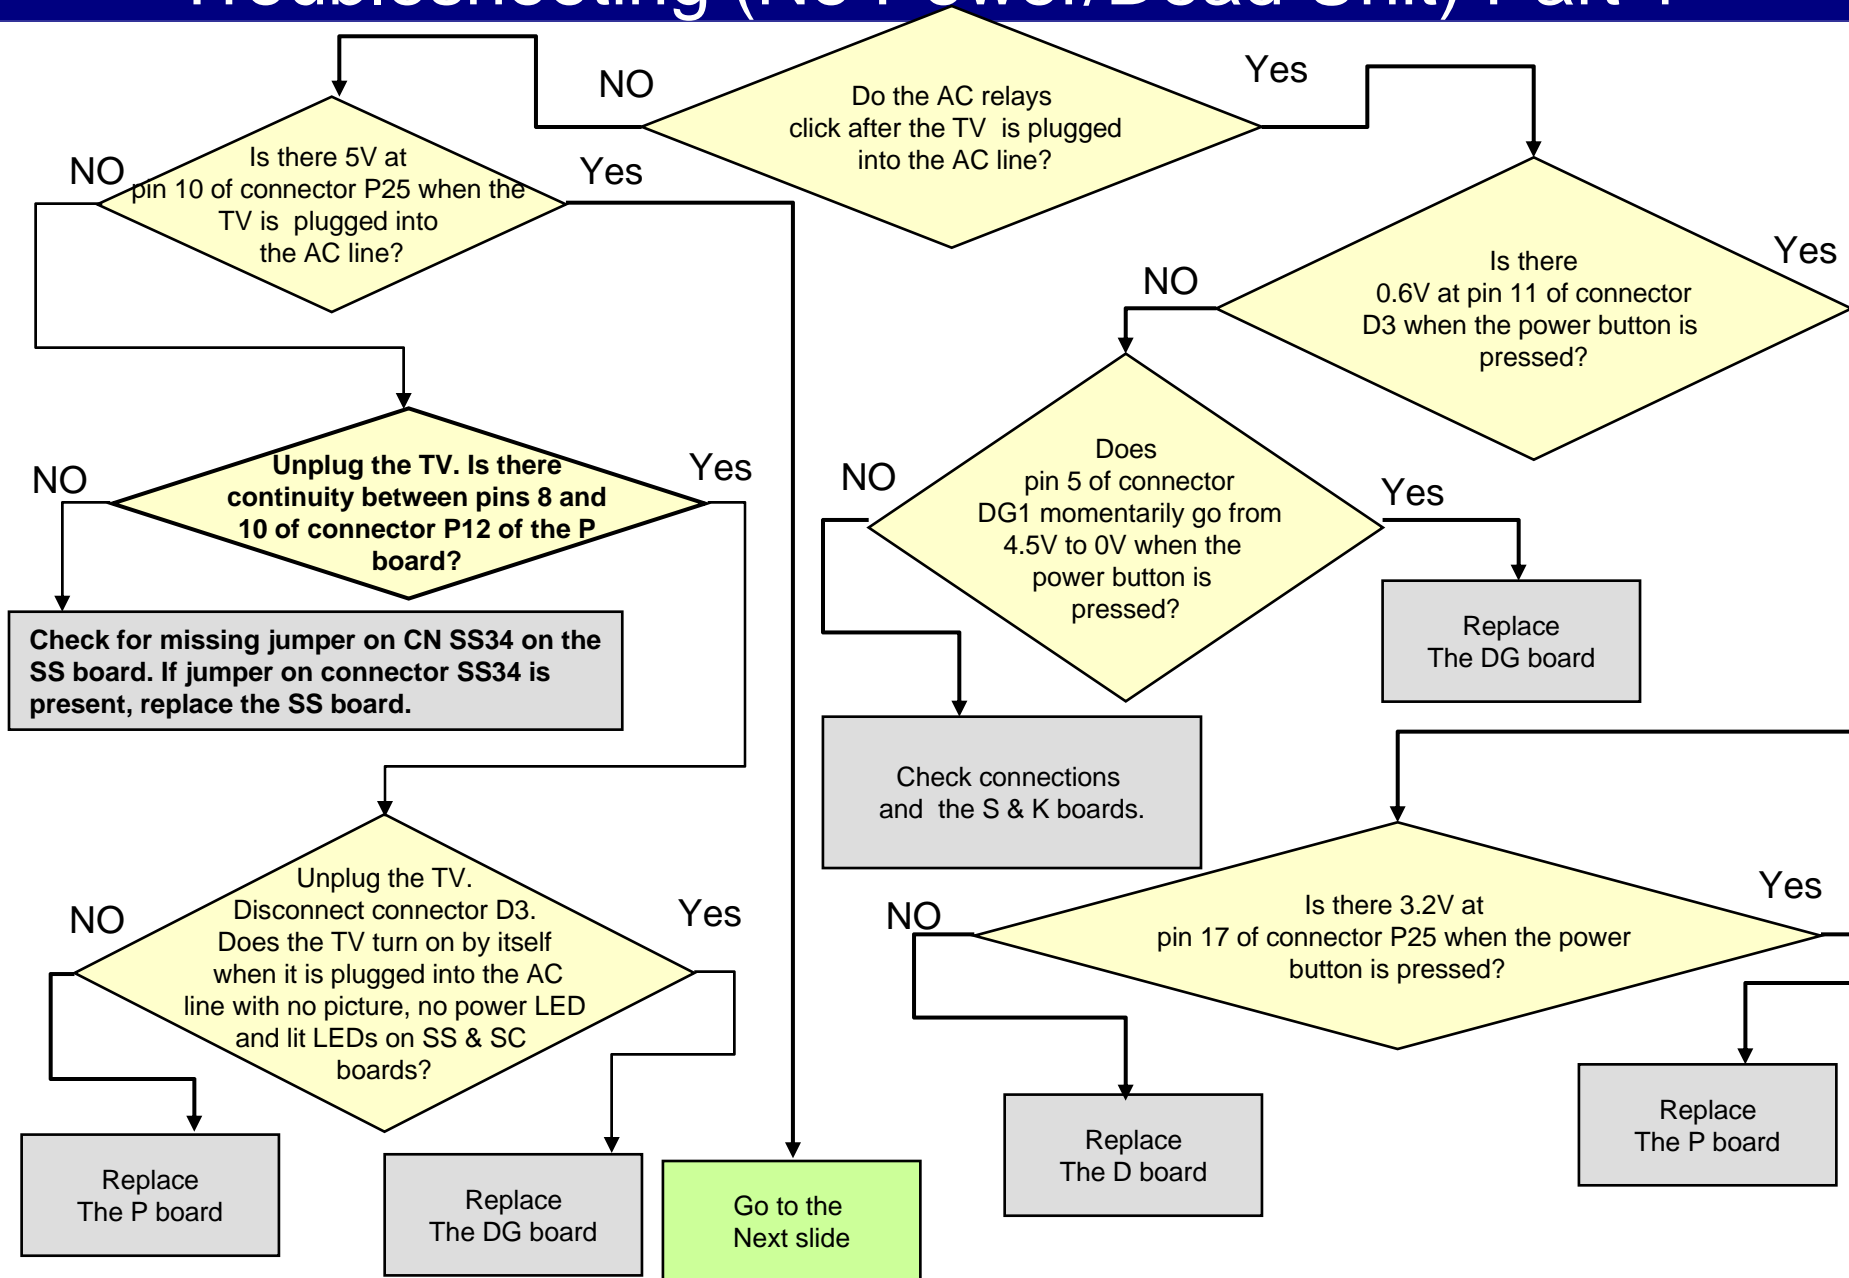 Troubleshooting (No Power/Dead Unit) Part 1
NO
Yes
Do the AC relays
click after the TV is plugged
into the AC line?
NO
Is there 5V at
pin 10 of connector P25 when the
TV is plugged into
the AC line?
Yes
NO
Is there
0.6V at pin 11 of connector
D3 when the power button is
pressed?
Yes
NO
Unplug the TV. Is there
continuity between pins 8 and
10 of connector P12 of the P
board?
Yes
NO
Does
pin 5 of connector
DG1 momentarily go from
4.5V to 0V when the
power button is
pressed?
Yes
Check for missing jumper on CN SS34 on the
SS board. If jumper on connector SS34 is
present, replace the SS board.
Replace
The DG board
Check connections
and the S & K boards.
NO
Unplug the TV.
Disconnect connector D3.
Does the TV turn on by itself
when it is plugged into the AC
line with no picture, no power LED
and lit LEDs on SS & SC
boards?
Yes
NO
Is there 3.2V at
pin 17 of connector P25 when the power
button is pressed?
Yes
Replace
The P board
Replace
The DG board
Go to the
Next slide
Replace
The D board
Replace
The P board